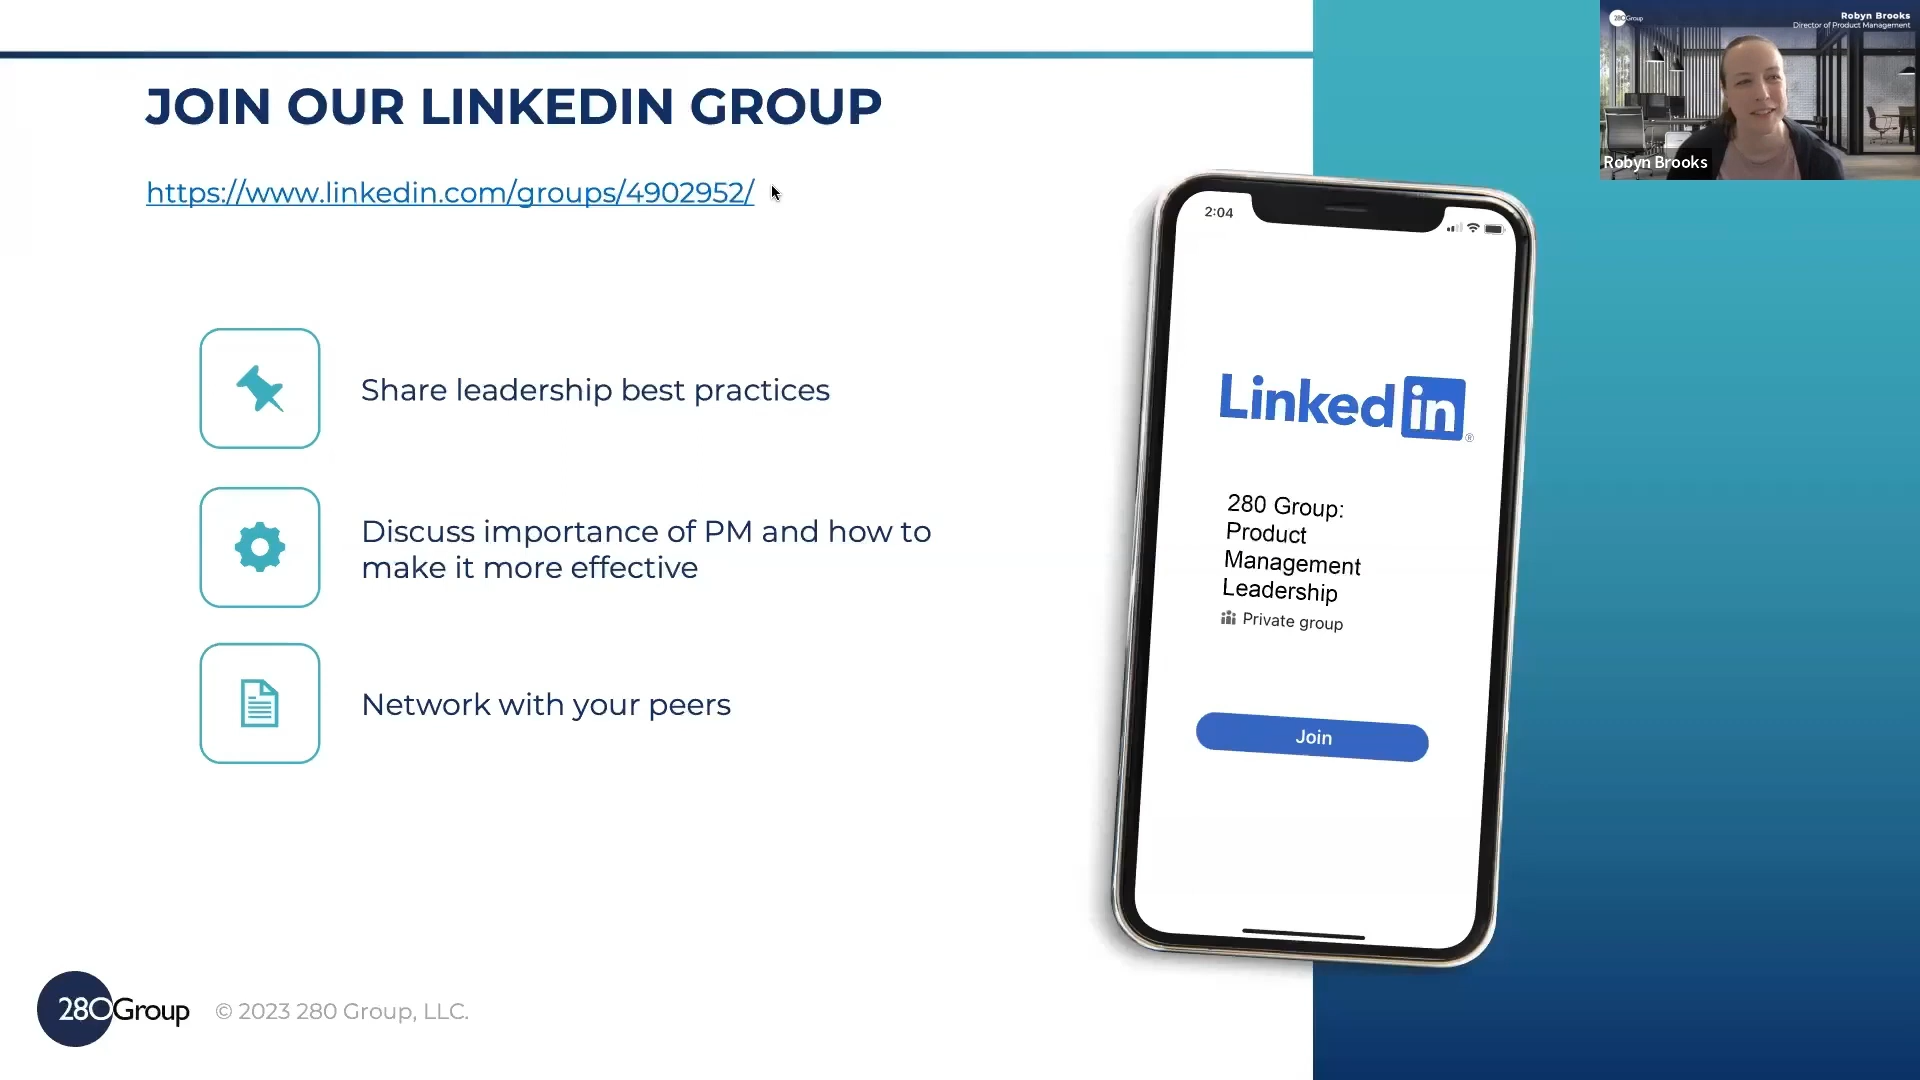 JOIN OUR LINKEDIN GROUP
https://www.linkedin.com/groups/4902952/
Share leadership best practices
Discuss importance of PM and how to
make it more effective
Network with your peers
280Group
© 2023 280 Group, LLC.
2:04
Linkedin®
280 Group:
Product
Management
Leadership
Private group
Join
280Group
Robyn Brooks
Director of Product Management
Robyn Brooks